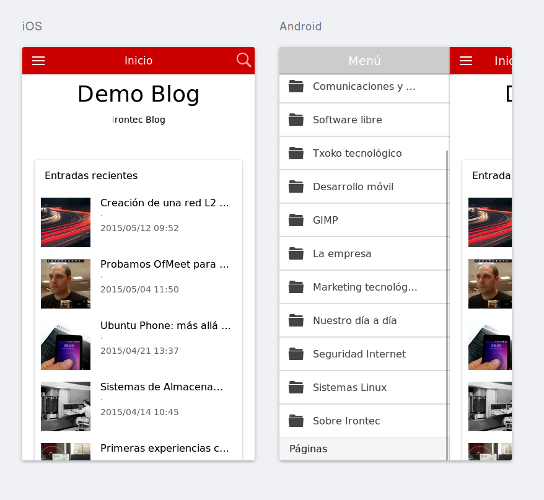 iOS
Inicio
Demo Blog
Irontec Blog
Entradas recientes
Creación de una red L2 ...
2015/05/12 09:52
Probamos OfMeet para ...
2015/05/04 11:50
Ubuntu Phone: más allá ...
2015/04/21 13:37
Sistemas de Almacena...
2015/04/14 10:45
Primeras experiencias c...
Android
Menú
Comunicaciones y ...
Software libre
Txoko tecnológico
Desarrollo móvil
GIMP
La empresa
Marketing tecnológ...
Nuestro día a día
Seguridad Internet
Sistemas Linux
Sobre Irontec
Páginas
Inic
D
Entradas